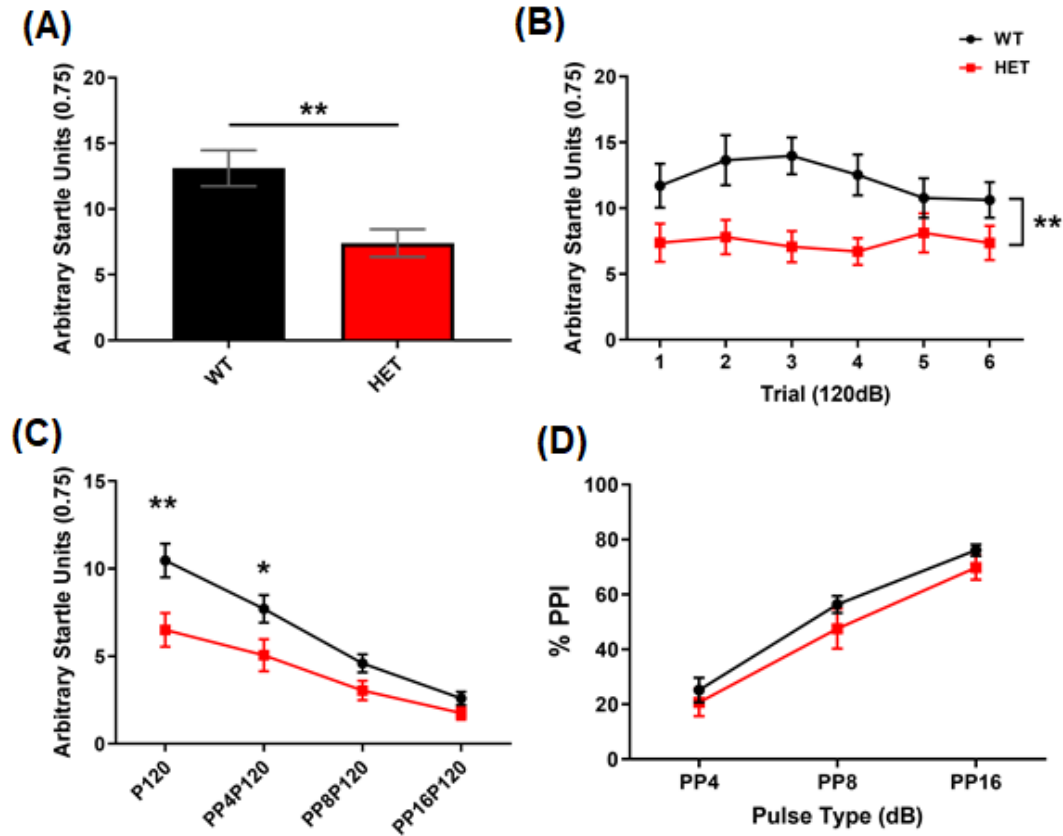 (A)
Arbitrary Startle Units (0.75)
20
15
10
5
0
**
WT
HET
(B)
WT
HET
Arbitrary Startle Units (0.75)
20
15
10
5
0
**
1 2 3 4 5 6
Trial (120dB)
(C)
Arbitrary Startle Units (0.75)
15
10
5
0
**
*
P120
PP4P120
PP8P120
PP16P120
(D)
% PPI
100
80
60
40
20
0
PP4 PP8 PP16
Pulse Type (dB)